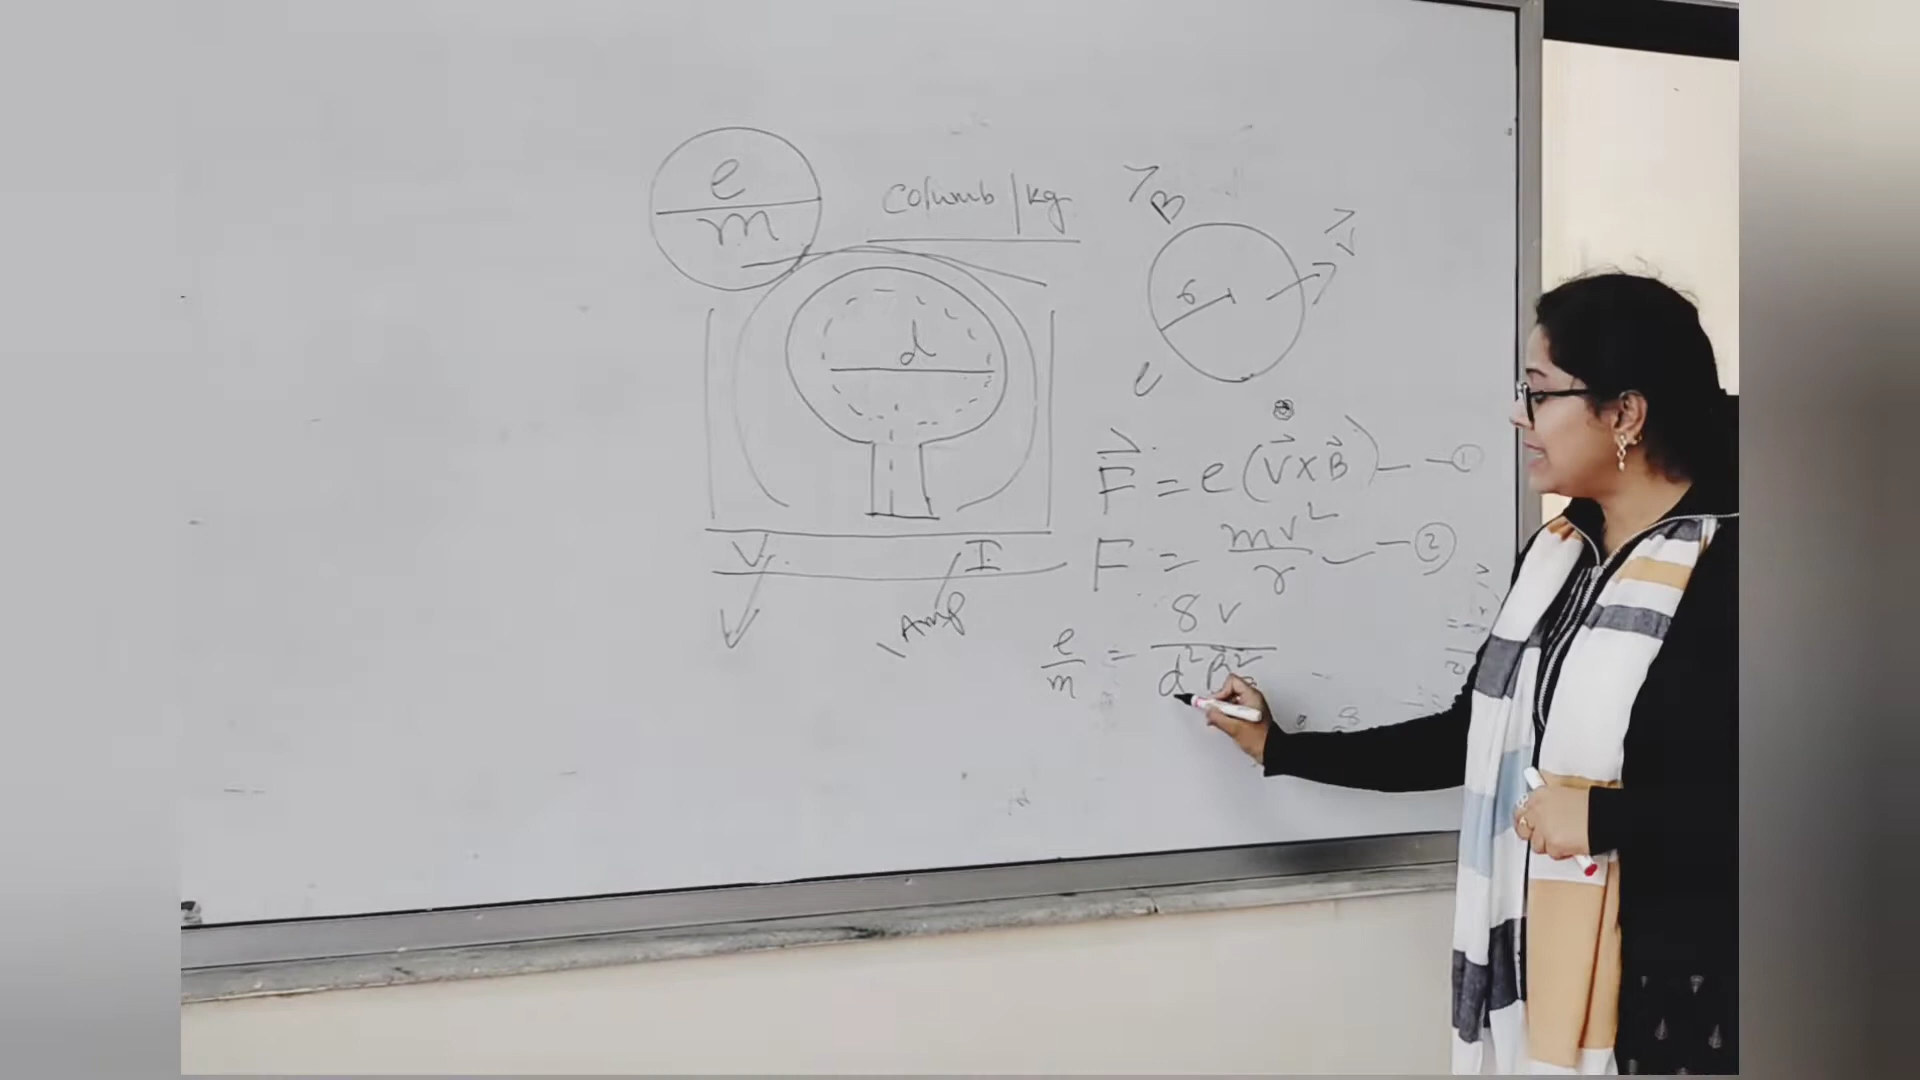 e/m
Columb/kg
B⃗
v⃗
r
d
e
F⃗ = e(V⃗×B⃗) — ①
F = mv²/r — ②
V I
V Amp
e/m = 8V/d²B²